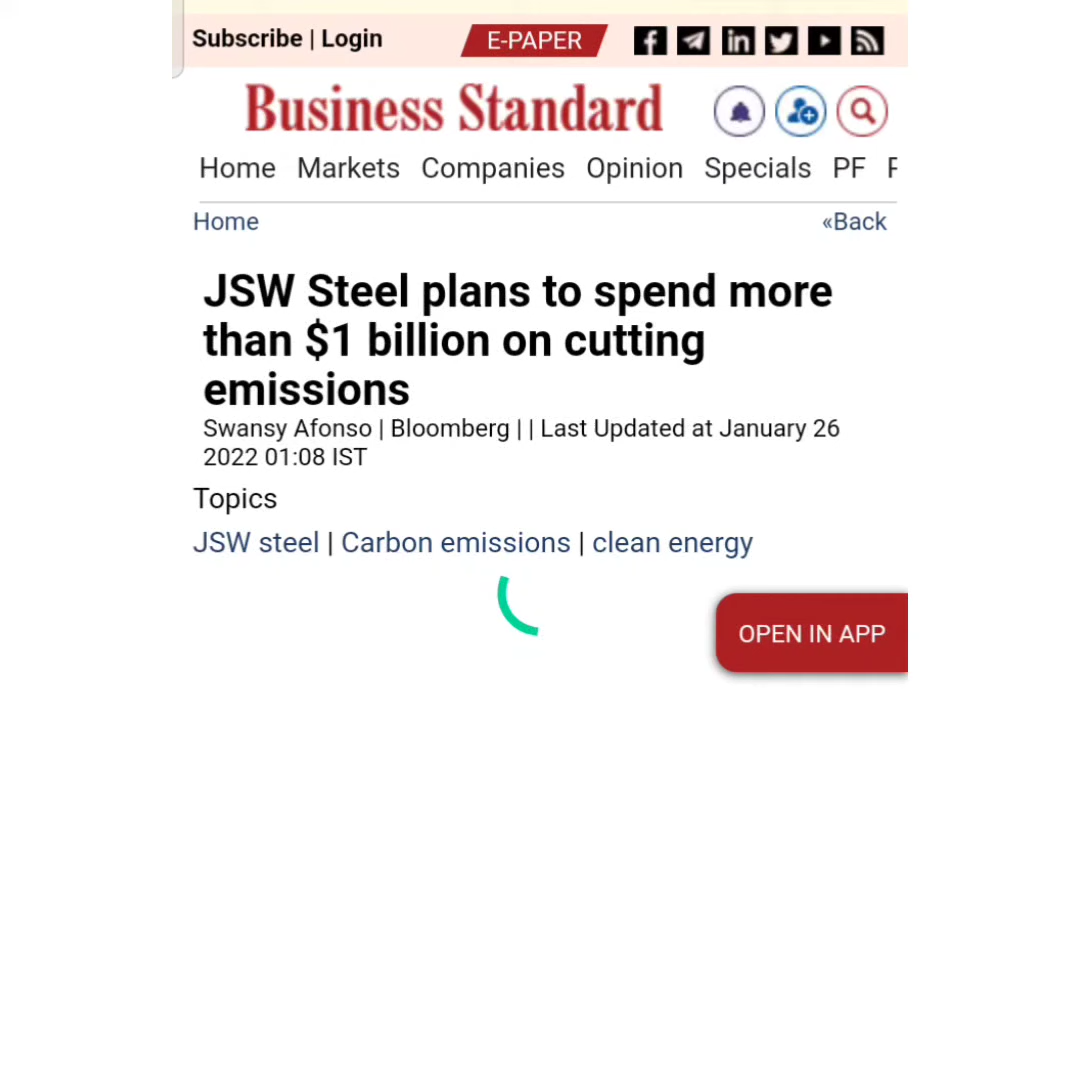 Subscribe | Login E-PAPER
Business Standard
Home Markets Companies Opinion Specials PF
Home «Back
JSW Steel plans to spend more
than $1 billion on cutting
emissions
Swansy Afonso | Bloomberg | | Last Updated at January 26
2022 01:08 IST
Topics
JSW steel | Carbon emissions | clean energy
OPEN IN APP